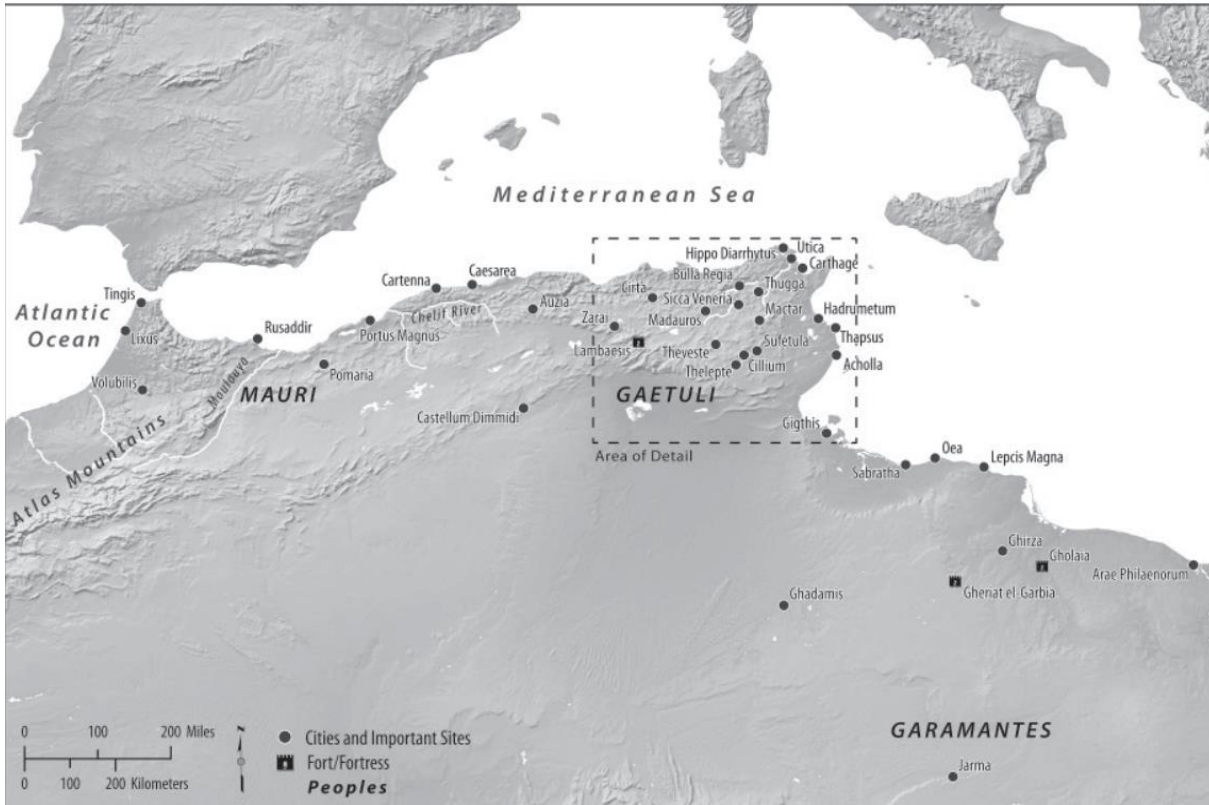 Mediterranean Sea
Atlantic
Ocean
Hippo Diarrhytus
Utica
Carthage
Bulla Regia
Thugga
Cirta
Sicca Veneria
Mactar
Hadrumetum
Madauros
Zarai
Thapsus
Lambaesis
Theveste
Sufetula
Cillium
Acholla
Thelepte
GAETULI
Gigthis
Area of Detail
Tingis
Lixus
Volubilis
Rusaddir
Cartenna
Caesarea
Chelif River
Auzia
Portus Magnus
Pomaria
Moulouya
MAURI
Castellum Dimmidi
Atlas Mountains
Sabratha
Oea
Lepcis Magna
Ghirza
Gholaia
Gheriat el-Garbia
Arae Philaenorum
Ghadamis
GARAMANTES
Jarma
0 100 200 Miles
0 100 200 Kilometers
N
Cities and Important Sites
Fort/Fortress
Peoples